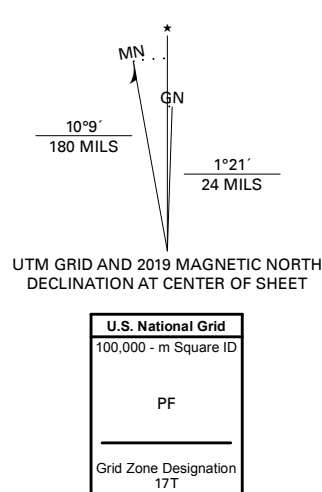 ★
MN
GN
10°9´
180 MILS
1°21´
24 MILS
UTM GRID AND 2019 MAGNETIC NORTH
DECLINATION AT CENTER OF SHEET
U.S. National Grid
100,000 - m Square ID
PF
Grid Zone Designation
17T